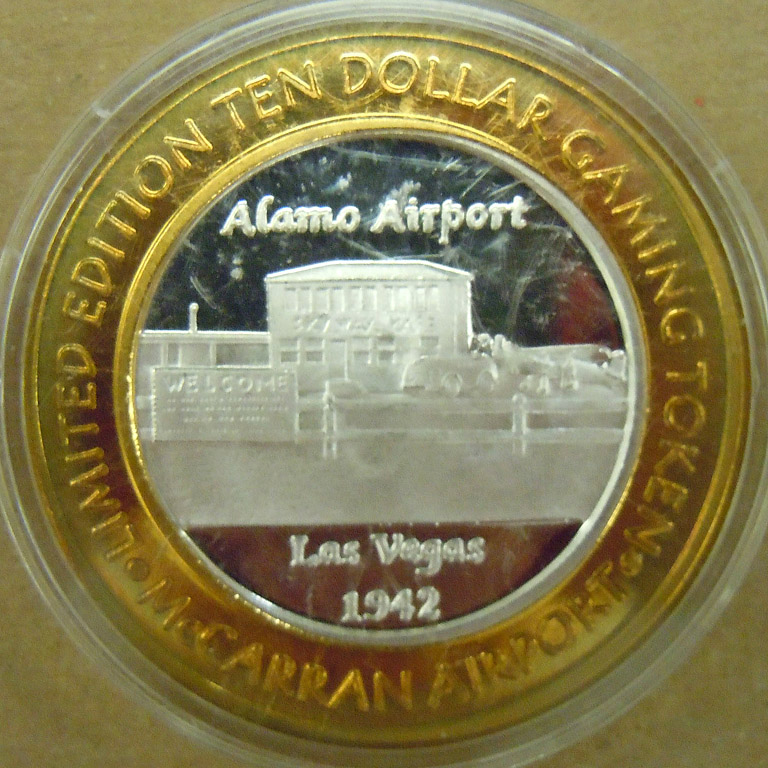 LIMITED EDITION TEN DOLLAR GAMING TOKEN
Alamo Airport
WELCOME
Las Vegas
1942
• McCARRAN AIRPORT •